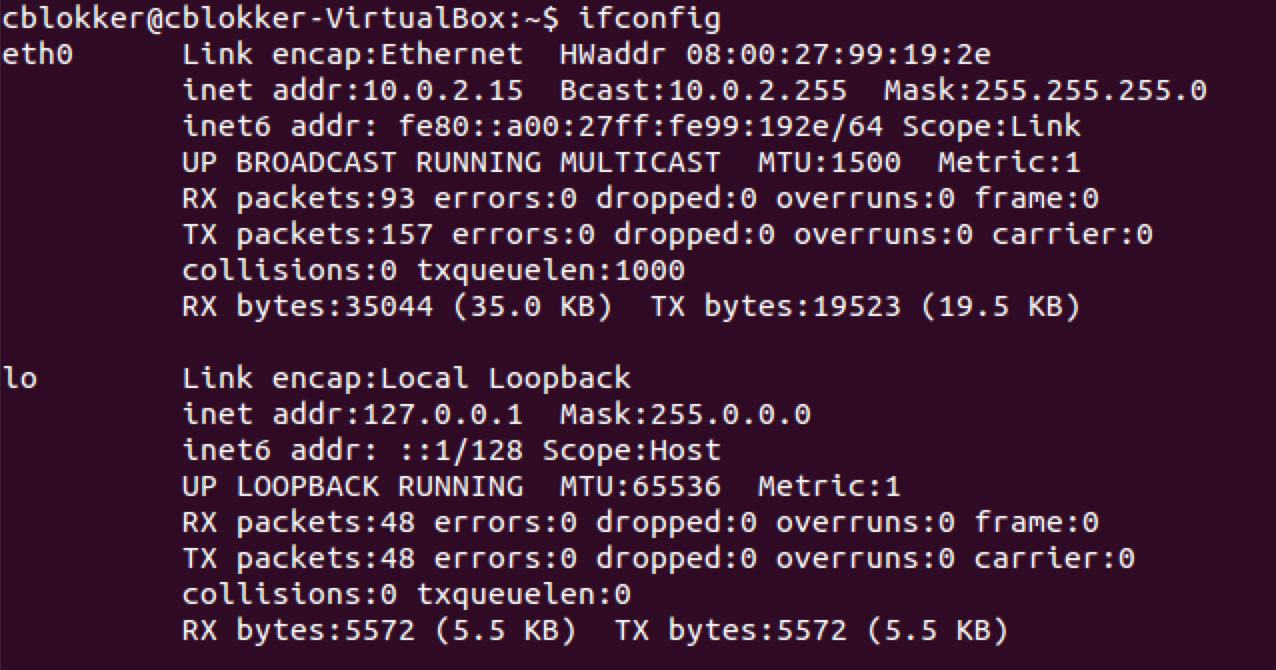 cblokker@cblokker-VirtualBox:~$ ifconfig
eth0      Link encap:Ethernet  HWaddr 08:00:27:99:19:2e
          inet addr:10.0.2.15  Bcast:10.0.2.255  Mask:255.255.255.0
          inet6 addr: fe80::a00:27ff:fe99:192e/64 Scope:Link
          UP BROADCAST RUNNING MULTICAST  MTU:1500  Metric:1
          RX packets:93 errors:0 dropped:0 overruns:0 frame:0
          TX packets:157 errors:0 dropped:0 overruns:0 carrier:0
          collisions:0 txqueuelen:1000
          RX bytes:35044 (35.0 KB)  TX bytes:19523 (19.5 KB)

lo        Link encap:Local Loopback
          inet addr:127.0.0.1  Mask:255.0.0.0
          inet6 addr: ::1/128 Scope:Host
          UP LOOPBACK RUNNING  MTU:65536  Metric:1
          RX packets:48 errors:0 dropped:0 overruns:0 frame:0
          TX packets:48 errors:0 dropped:0 overruns:0 carrier:0
          collisions:0 txqueuelen:0
          RX bytes:5572 (5.5 KB)  TX bytes:5572 (5.5 KB)